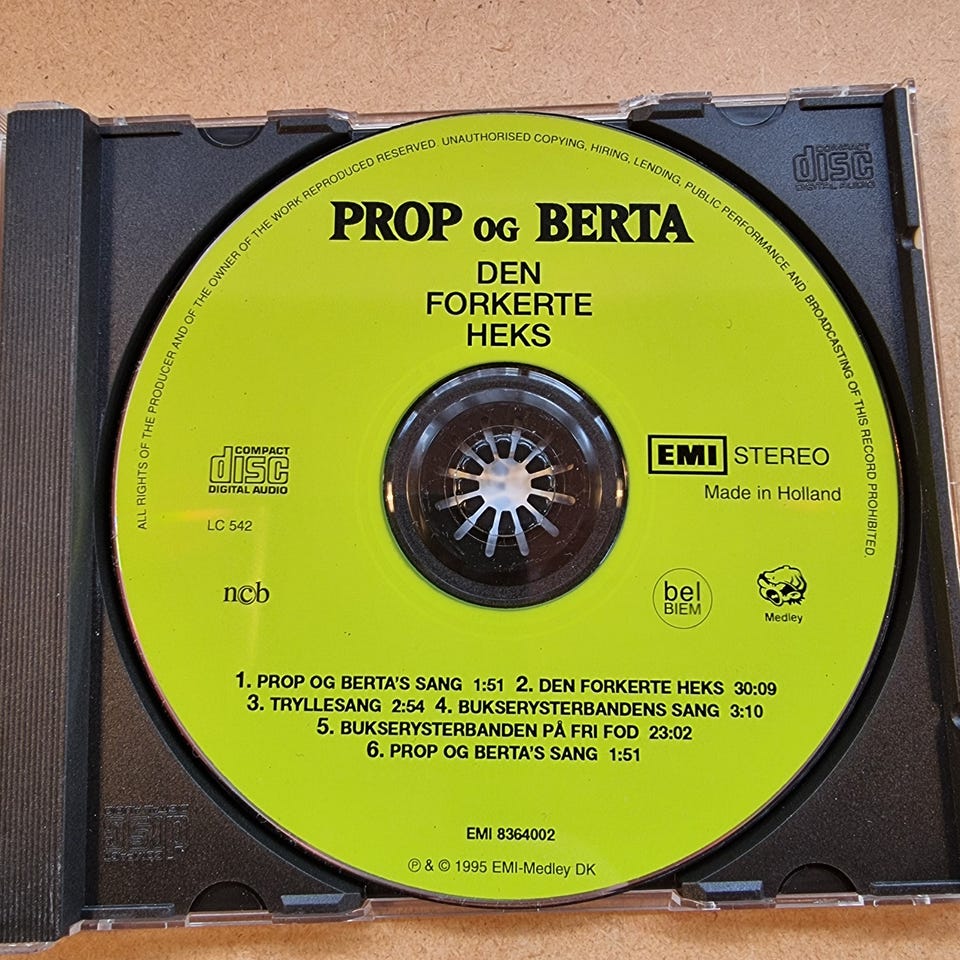 ALL RIGHTS OF THE PRODUCER AND OF THE OWNER OF THE WORK REPRODUCED RESERVED. UNAUTHORISED COPYING, HIRING, LENDING, PUBLIC PERFORMANCE AND BROADCASTING OF THIS RECORD PROHIBITED.
COMPACT
disc
DIGITAL AUDIO
PROP OG BERTA
DEN
FORKERTE
HEKS
COMPACT
disc
DIGITAL AUDIO
LC 542
EMI STEREO
Made in Holland
n©b
bel
BIEM
Medley
1. PROP OG BERTA'S SANG 1:51 2. DEN FORKERTE HEKS 30:09
3. TRYLLESANG 2:54 4. BUKSERYSTERBANDENS SANG 3:10
5. BUKSERYSTERBANDEN PÅ FRI FOD 23:02
6. PROP OG BERTA'S SANG 1:51
EMI 8364002
℗ & © 1995 EMI-Medley DK